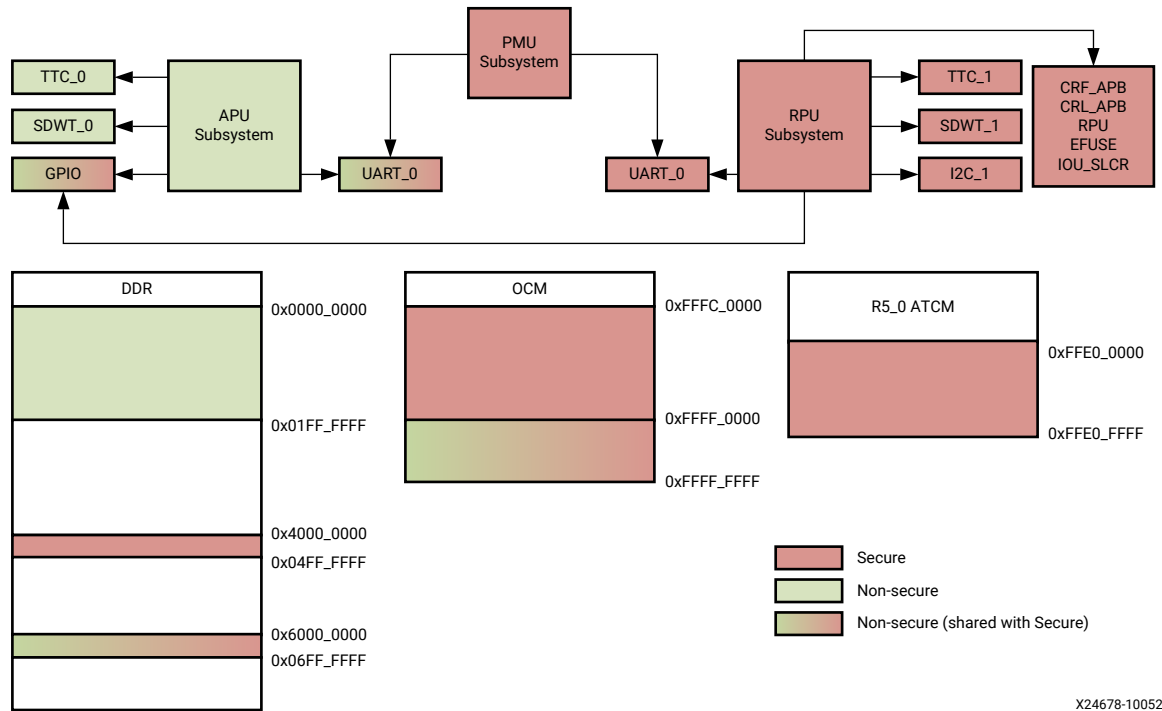 PMU
Subsystem
TTC_0
SDWT_0
GPIO
APU
Subsystem
UART_0
UART_0
RPU
Subsystem
TTC_1
SDWT_1
I2C_1
CRF_APB
CRL_APB
RPU
EFUSE
IOU_SLCR
DDR
0x0000_0000
0x01FF_FFFF
0x4000_0000
0x04FF_FFFF
0x6000_0000
0x06FF_FFFF
OCM
0xFFFC_0000
0xFFFF_0000
0xFFFF_FFFF
R5_0 ATCM
0xFFE0_0000
0xFFE0_FFFF
Secure
Non-secure
Non-secure (shared with Secure)
X24678-10052